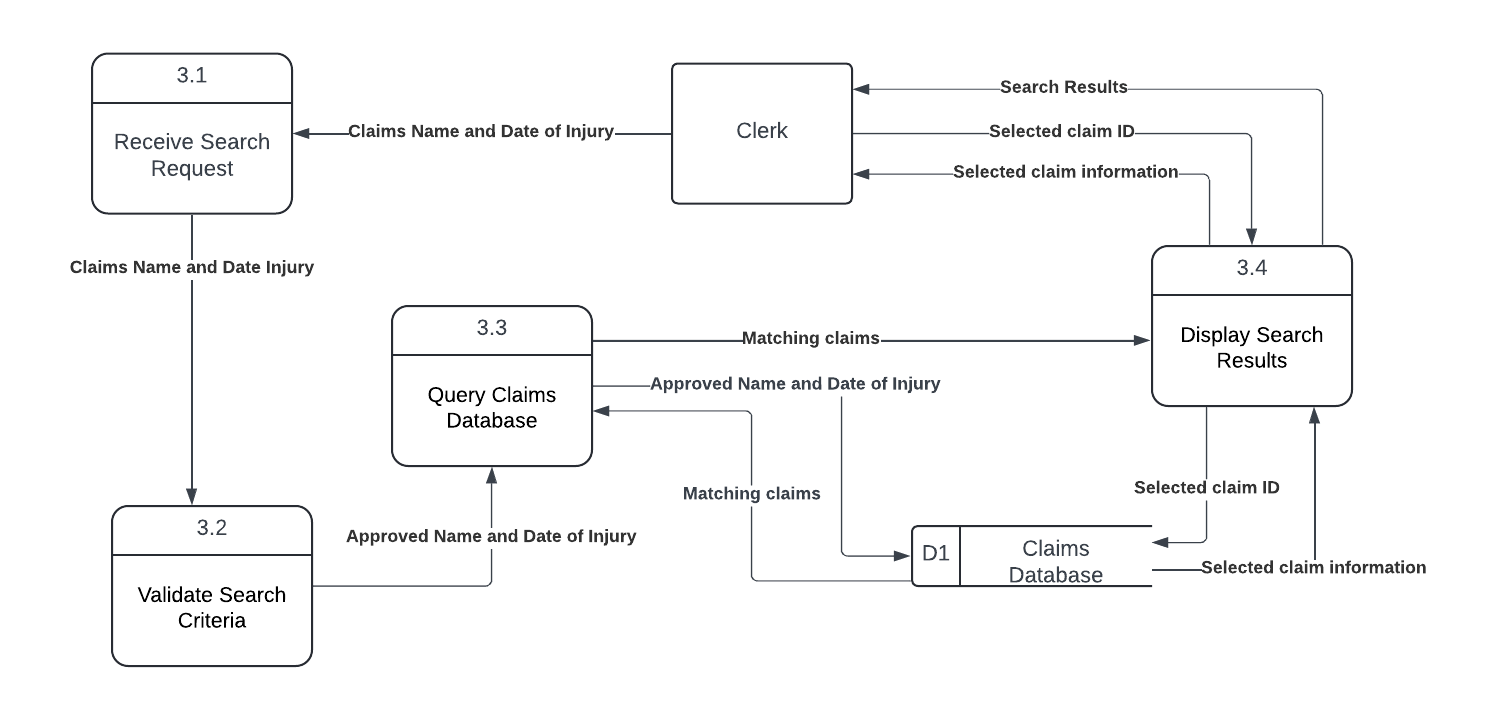 3.1
Receive Search
Request
Claims Name and Date of Injury
Clerk
Search Results
Selected claim ID
Selected claim information
Claims Name and Date Injury
3.4
Display Search
Results
3.3
Query Claims
Database
Matching claims
Approved Name and Date of Injury
Matching claims
Selected claim ID
3.2
Validate Search
Criteria
Approved Name and Date of Injury
D1
Claims
Database
Selected claim information